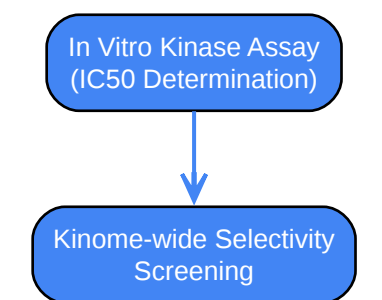 In Vitro Kinase Assay
(IC50 Determination)
Kinome-wide Selectivity
Screening